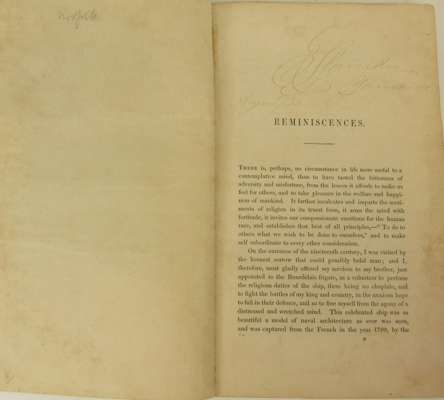 REMINISCENCES.
THERE is, perhaps, no circumstance in life more useful to a
contemplative mind, than to have tasted the bitterness of
adversity and misfortune, from the lesson it affords to make us
feel for others, and to take pleasure in the welfare and happi-
ness of mankind. It further inculcates and imparts the senti-
ments of religion in its truest form, it arms the mind with
fortitude, it invites our compassionate emotions for the human
race, and establishes that best of all principles,—"To do to
others what we wish to be done to ourselves," and to make
self subordinate to every other consideration.
On the entrance of the nineteenth century, I was visited by
the heaviest sorrow that could possibly befal man; and I,
therefore, most gladly offered my services to my brother, just
appointed to the Bourdelais frigate, as a volunteer to perform
the religious duties of the ship, there being no chaplain, and
to fight the battles of my king and country, in the anxious hope
to fall in their defence, and so to free myself from the agony of a
distressed and wretched mind. This celebrated ship was as
beautiful a model of naval architecture as ever was seen,
and was captured from the French in the year 1799, by the
B